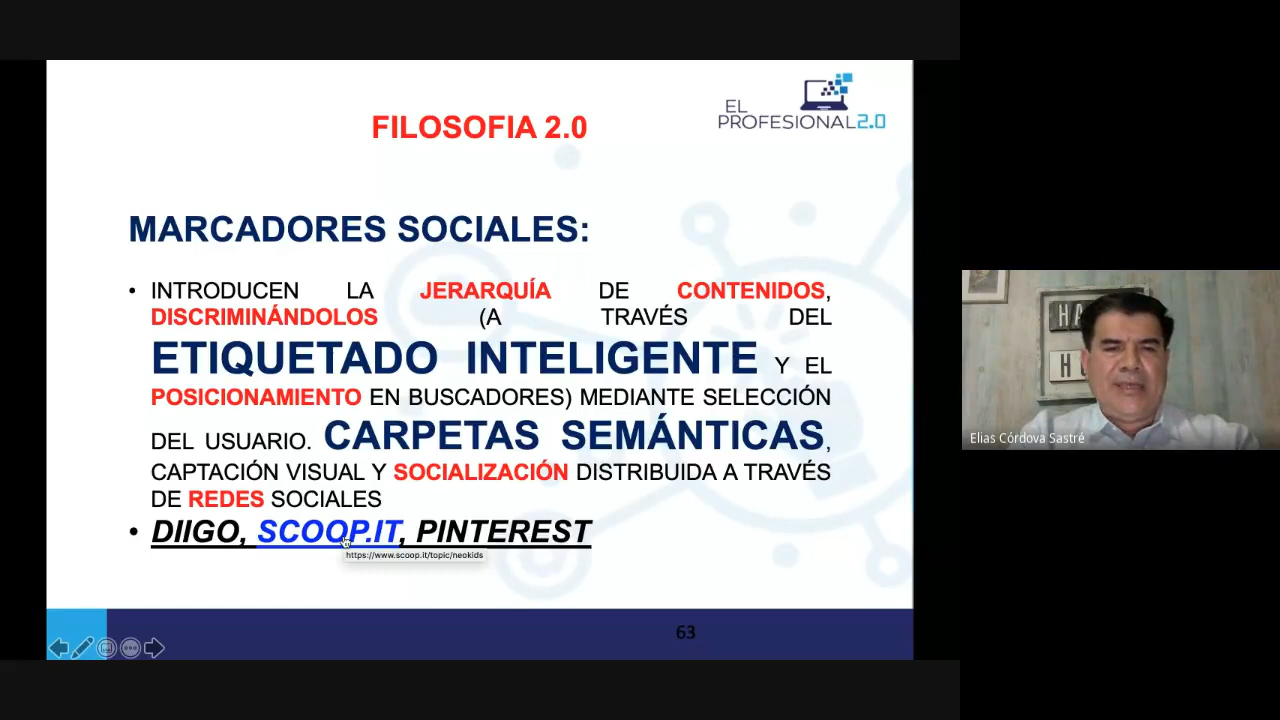 EL
PROFESIONAL2.0
FILOSOFIA 2.0
MARCADORES SOCIALES:
• INTRODUCEN LA JERARQUÍA DE CONTENIDOS,
DISCRIMINÁNDOLOS (A TRAVÉS DEL
ETIQUETADO INTELIGENTE Y EL
POSICIONAMIENTO EN BUSCADORES) MEDIANTE SELECCIÓN
DEL USUARIO. CARPETAS SEMÁNTICAS,
CAPTACIÓN VISUAL Y SOCIALIZACIÓN DISTRIBUIDA A TRAVÉS
DE REDES SOCIALES
• DIIGO, SCOOP.IT, PINTEREST
https://www.scoop.it/topic/neokids
63
HA
H
Elias Córdova Sastré